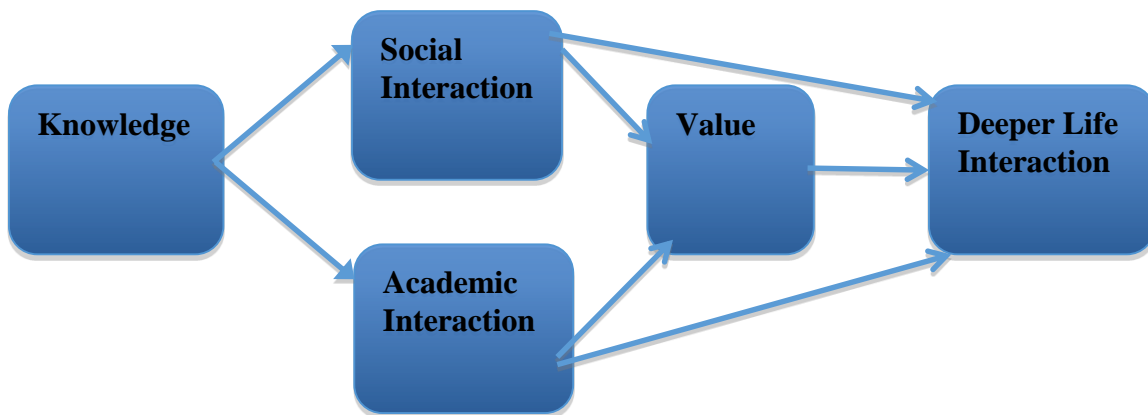 Knowledge
Social
Interaction
Academic
Interaction
Value
Deeper Life
Interaction